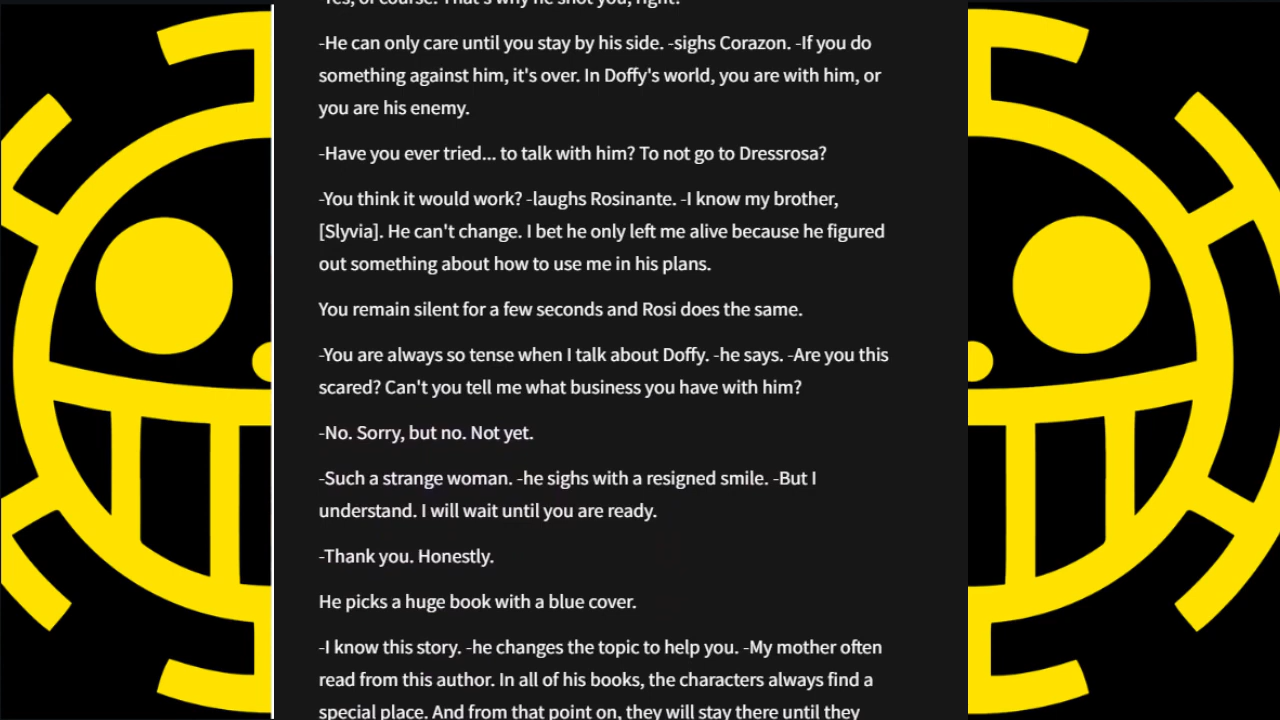 -Yes, of course. That's why he shot you, right?
-He can only care until you stay by his side. -sighs Corazon. -If you do
something against him, it's over. In Doffy's world, you are with him, or
you are his enemy.
-Have you ever tried... to talk with him? To not go to Dressrosa?
-You think it would work? -laughs Rosinante. -I know my brother,
[Slyvia]. He can't change. I bet he only left me alive because he figured
out something about how to use me in his plans.
You remain silent for a few seconds and Rosi does the same.
-You are always so tense when I talk about Doffy. -he says. -Are you this
scared? Can't you tell me what business you have with him?
-No. Sorry, but no. Not yet.
-Such a strange woman. -he sighs with a resigned smile. -But I
understand. I will wait until you are ready.
-Thank you. Honestly.
He picks a huge book with a blue cover.
-I know this story. -he changes the topic to help you. -My mother often
read from this author. In all of his books, the characters always find a
special place. And from that point on, they will stay there until they